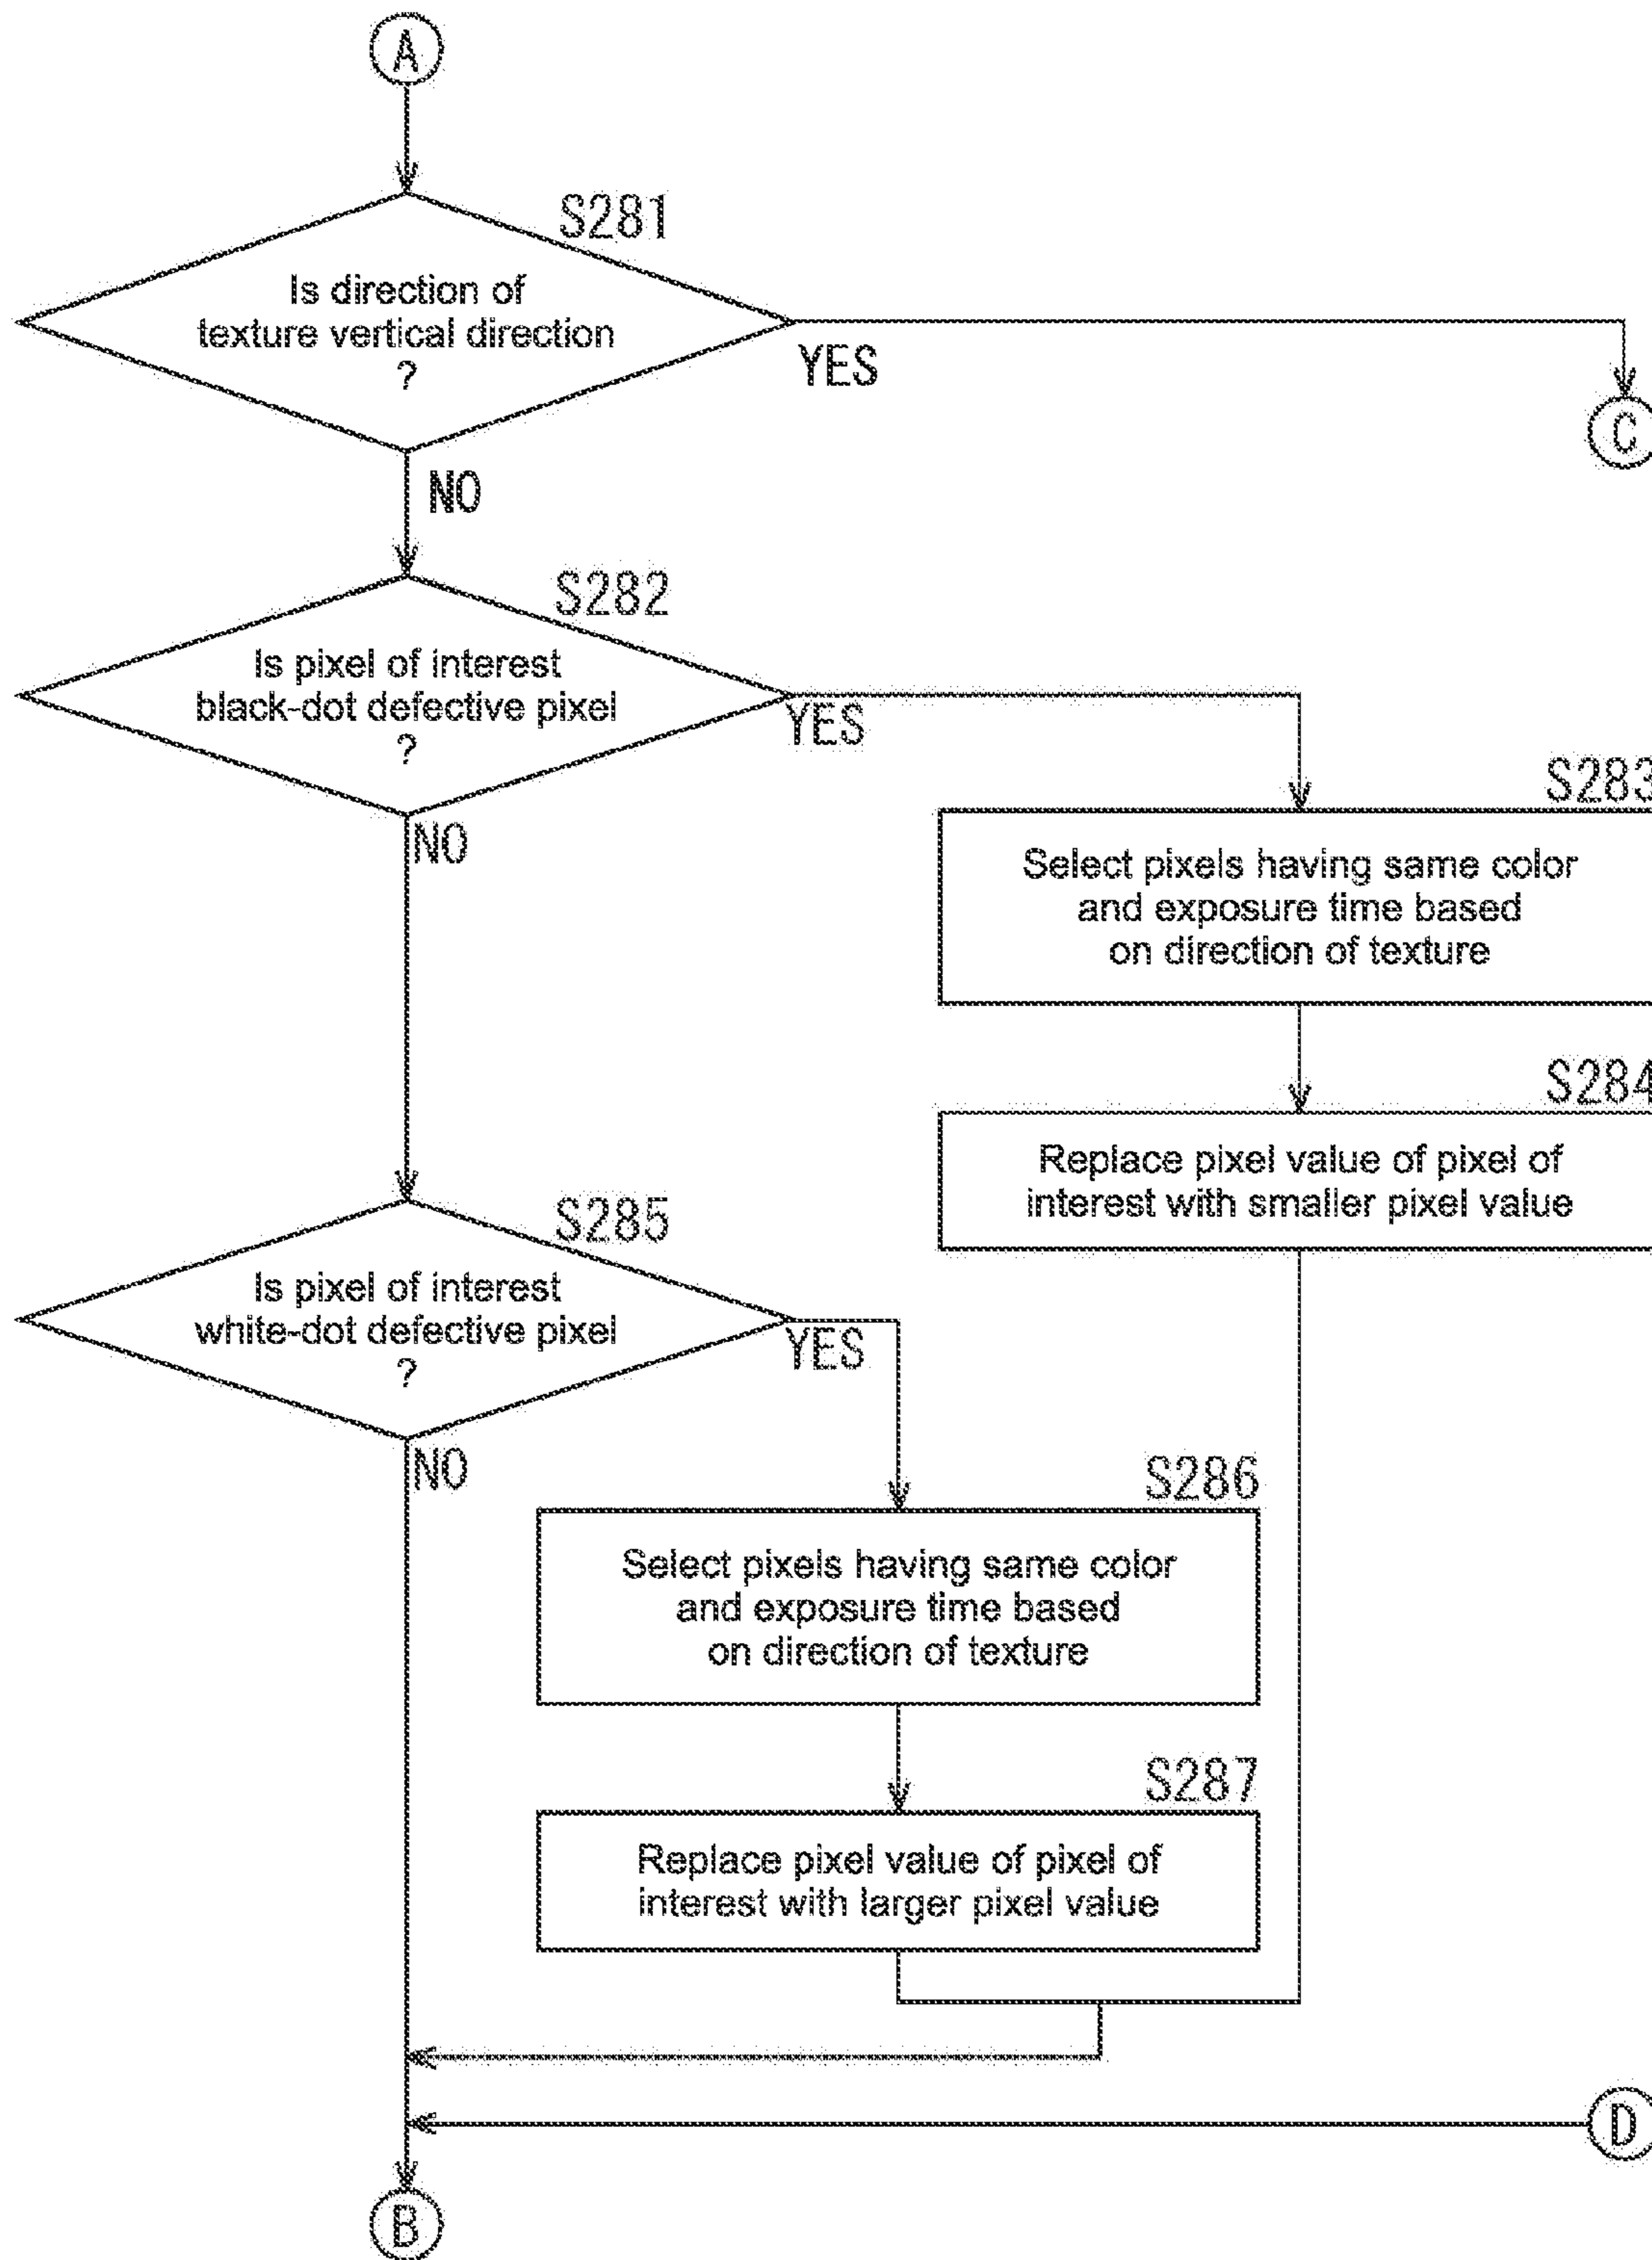 A
S281
Is direction of
texture vertical direction
?
YES
C
NO
S282
Is pixel of interest
black-dot defective pixel
?
YES
NO
S283
Select pixels having same color
and exposure time based
on direction of texture
S284
Replace pixel value of pixel of
interest with smaller pixel value
S285
Is pixel of interest
white-dot defective pixel
?
YES
NO
S286
Select pixels having same color
and exposure time based
on direction of texture
S287
Replace pixel value of pixel of
interest with larger pixel value
D
B